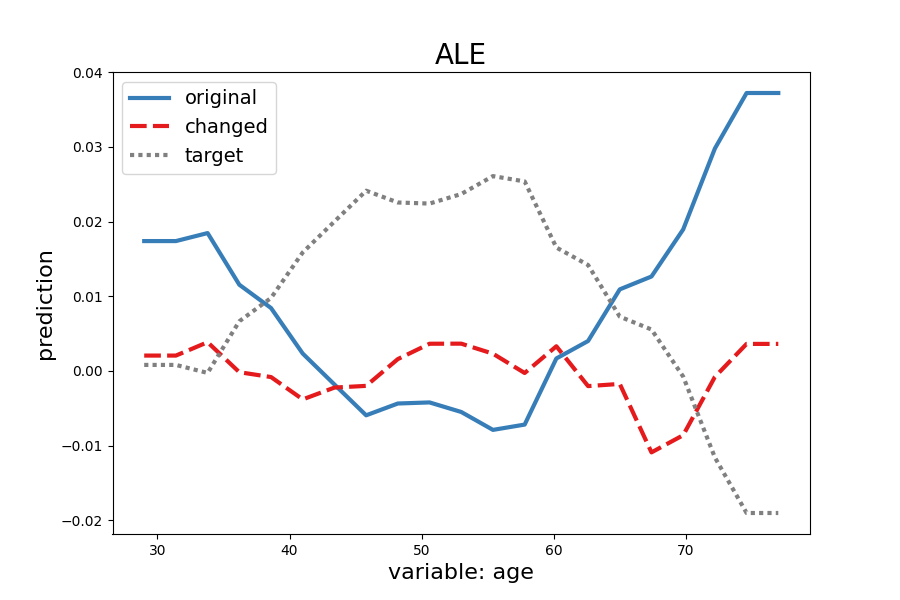 ALE
original
changed
target
prediction
0.04
0.03
0.02
0.01
0.00
−0.01
−0.02
30 40 50 60 70
variable: age